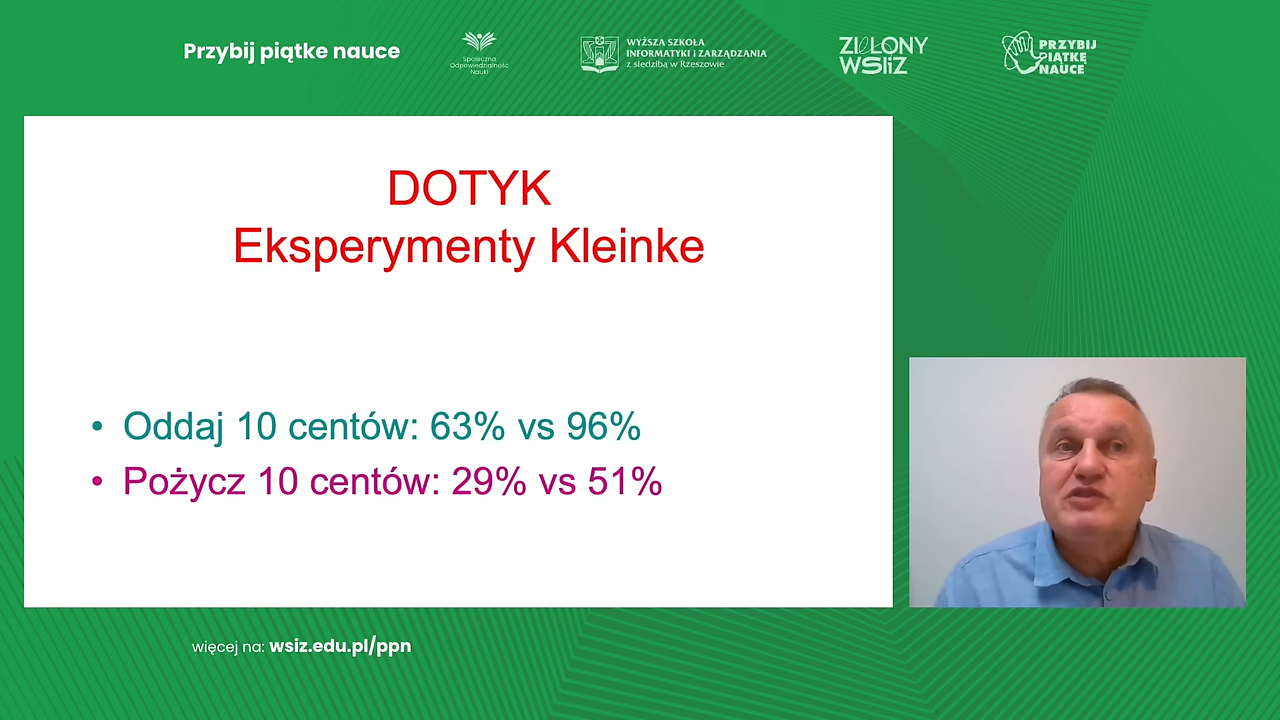 Przybij piątke nauce
Społeczna
Odpowiedzialność
Nauki
WYŻSZA SZKOŁA
INFORMATYKI i ZARZĄDZANIA
z siedzibą w Rzeszowie
ZIELONY
WSIiZ
PRZYBIJ
PIĄTKĘ
NAUCE
DOTYK
Eksperymenty Kleinke
• Oddaj 10 centów: 63% vs 96%
• Pożycz 10 centów: 29% vs 51%
więcej na: wsiz.edu.pl/ppn